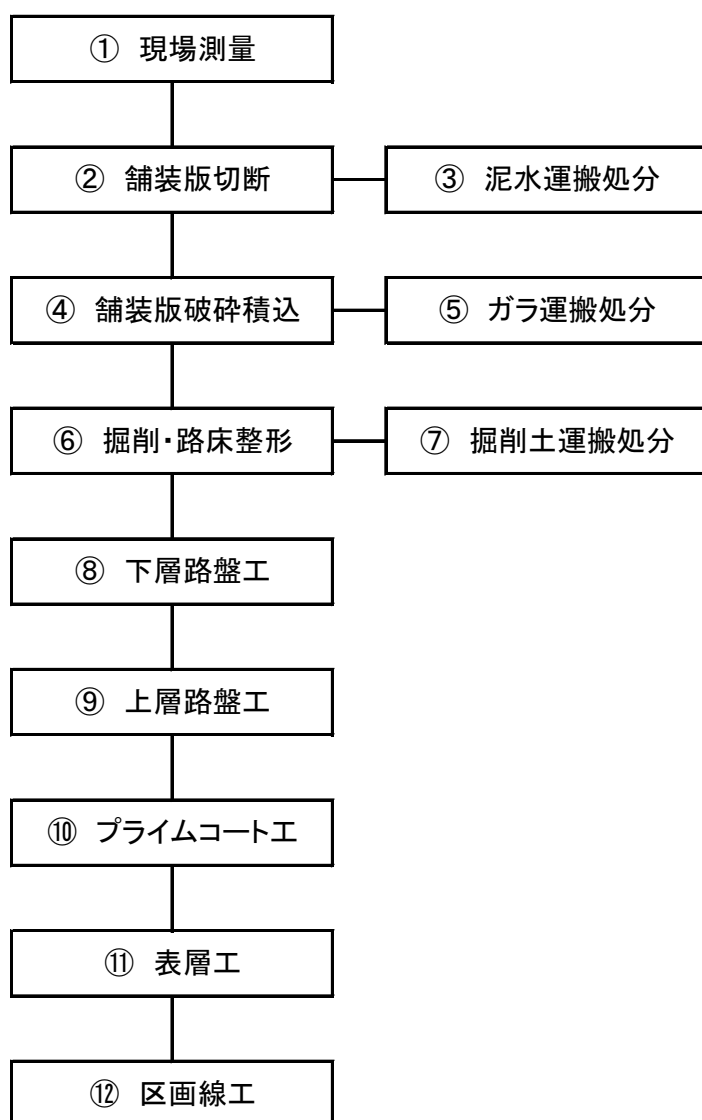 ① 現場測量
② 舗装版切断
③ 泥水運搬処分
④ 舗装版破砕積込
⑤ ガラ運搬処分
⑥ 掘削・路床整形
⑦ 掘削土運搬処分
⑧ 下層路盤工
⑨ 上層路盤工
⑩ プライムコート工
⑪ 表層工
⑫ 区画線工